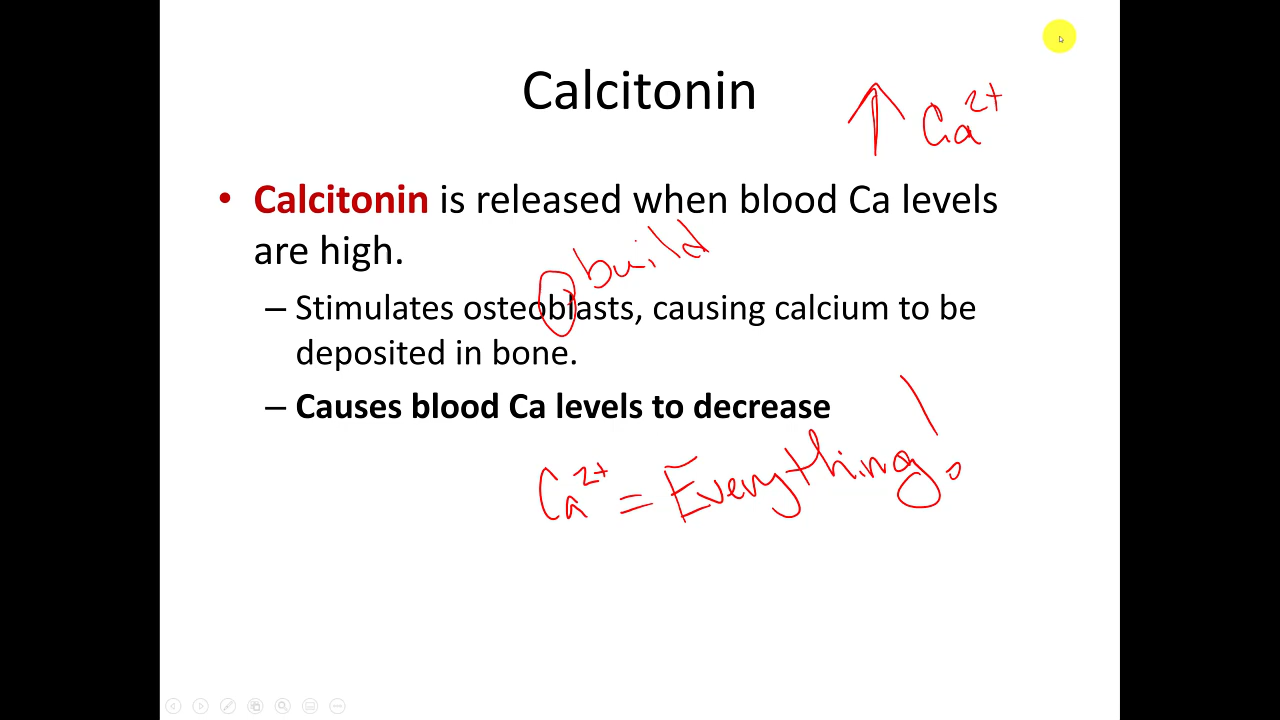 Calcitonin
↑ Ca2+
• Calcitonin is released when blood Ca levels
are high.
build
– Stimulates osteoblasts, causing calcium to be
deposited in bone.
– Causes blood Ca levels to decrease
Ca2+ = Everything!